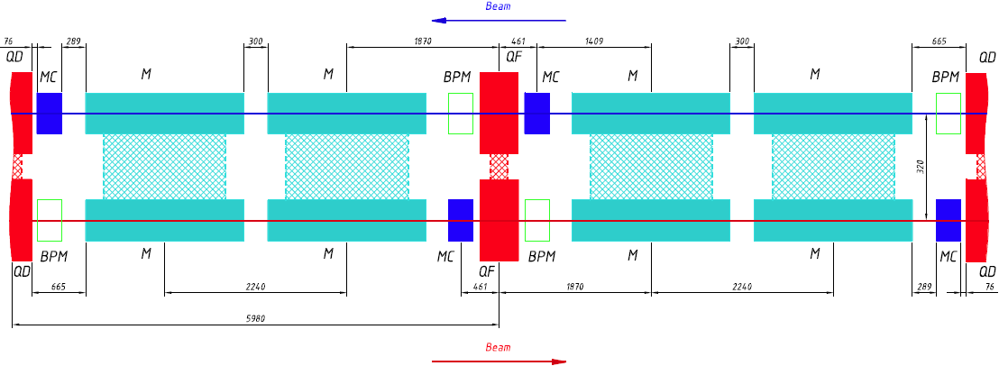 Beam
76 289 300 1870 461 1409 300 665
QD MC M M BPM QF MC M M BPM QD
320
QD BPM M M MC QF BPM M M MC QD
665 2240 461 1870 2240 289 76
5980
Beam